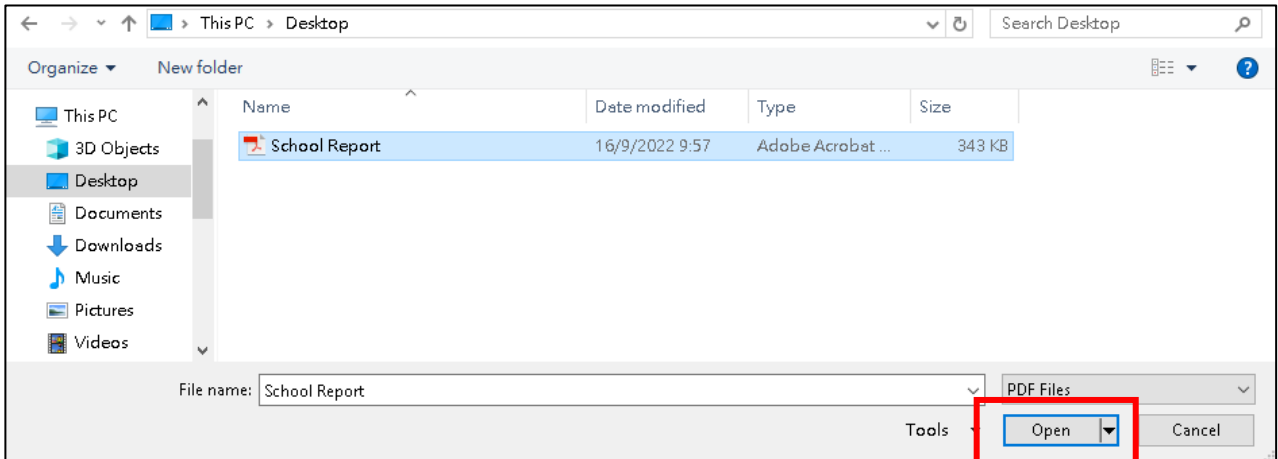 This PC > Desktop
Search Desktop
Organize
New folder
Name
Date modified
Type
Size
School Report
16/9/2022 9:57
Adobe Acrobat ...
343 KB
This PC
3D Objects
Desktop
Documents
Downloads
Music
Pictures
Videos
File name: School Report
PDF Files
Tools
Open
Cancel